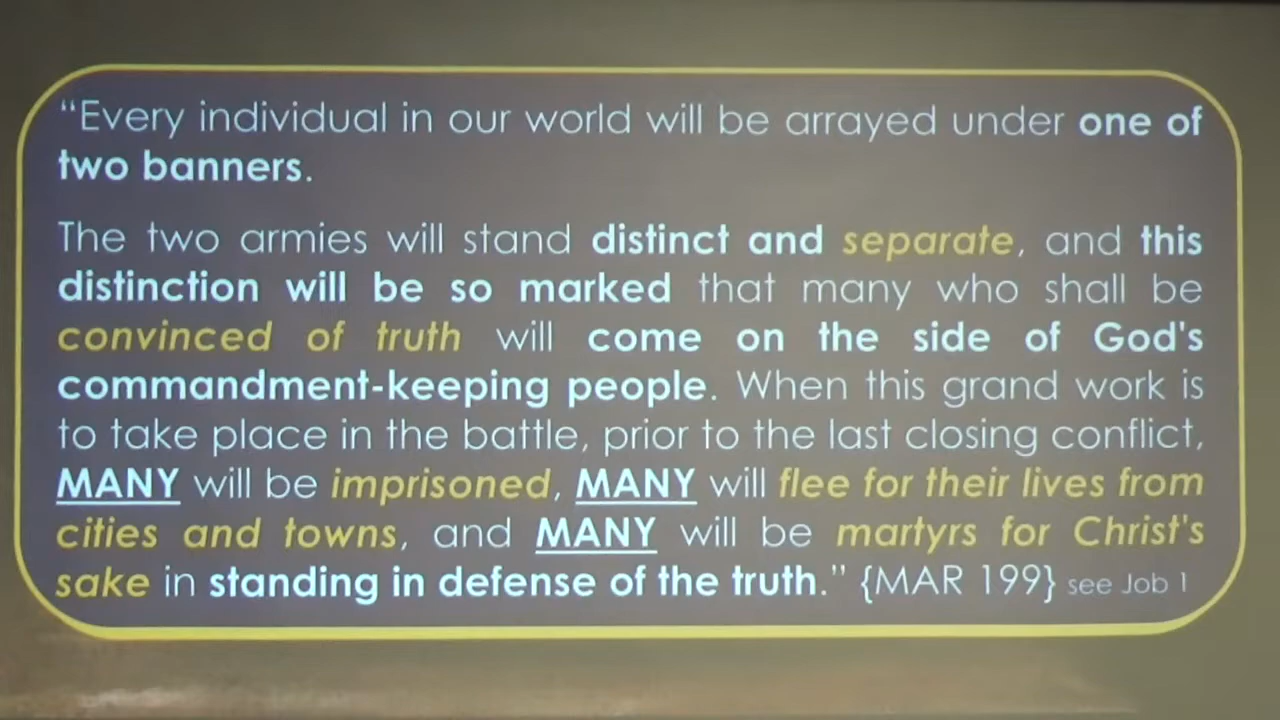 “Every individual in our world will be arrayed under one of
two banners.
The two armies will stand distinct and separate, and this
distinction will be so marked that many who shall be
convinced of truth will come on the side of God's
commandment-keeping people. When this grand work is
to take place in the battle, prior to the last closing conflict,
MANY will be imprisoned, MANY will flee for their lives from
cities and towns, and MANY will be martyrs for Christ's
sake in standing in defense of the truth.” {MAR 199} see Job 1